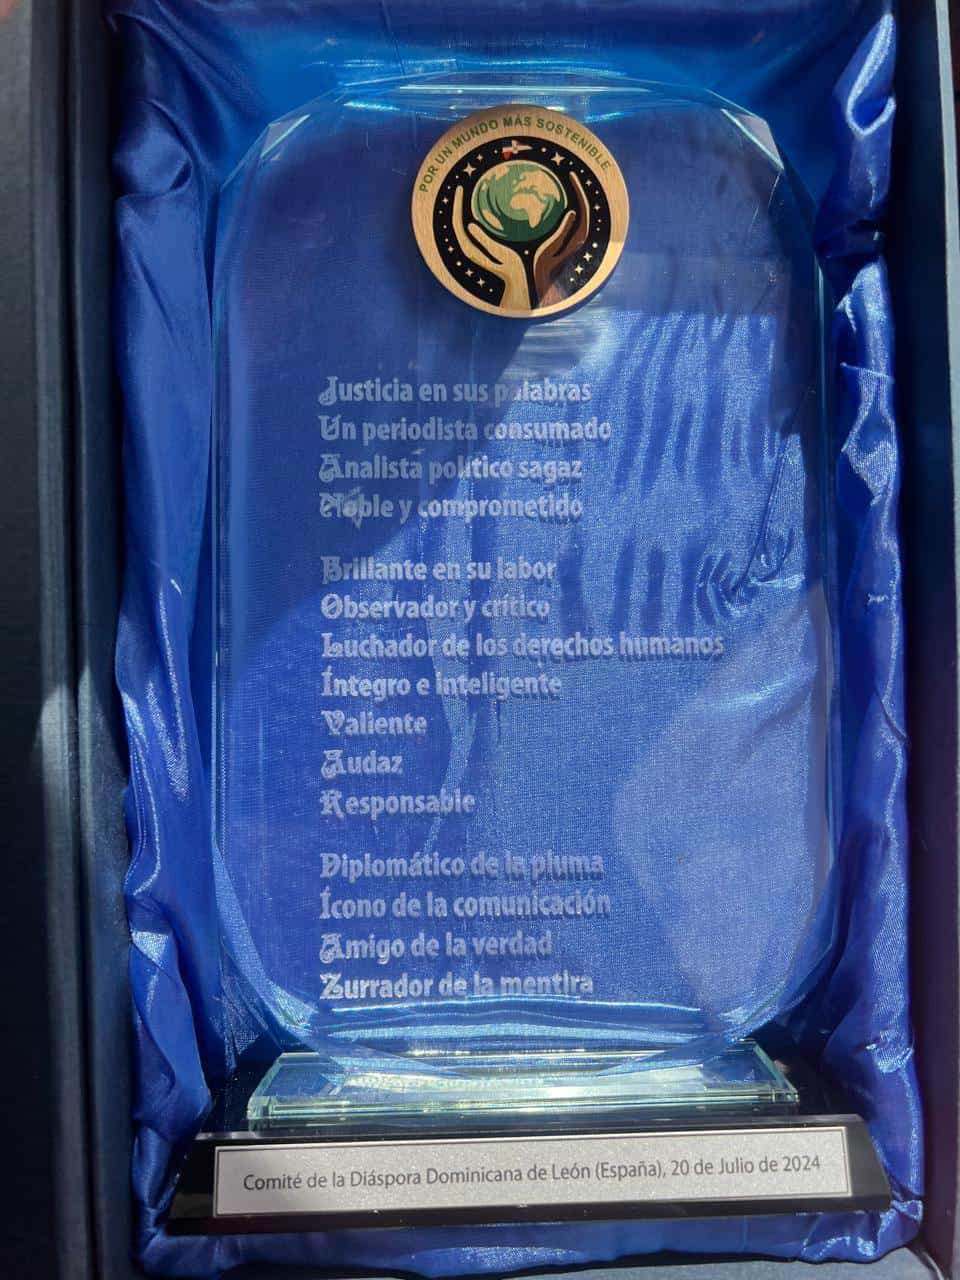 POR UN MUNDO MÁS SOSTENIBLE.
Justicia en sus palabras
Un periodista consumado
Analista político sagaz
Noble y comprometido
Brillante en su labor
Observador y crítico
Luchador de los derechos humanos
Íntegro e inteligente
Valiente
Audaz
Responsable
Diplomático de la pluma
Ícono de la comunicación
Amigo de la verdad
Zurrador de la mentira
Comité de la Diáspora Dominicana de León (España), 20 de Julio de 2024